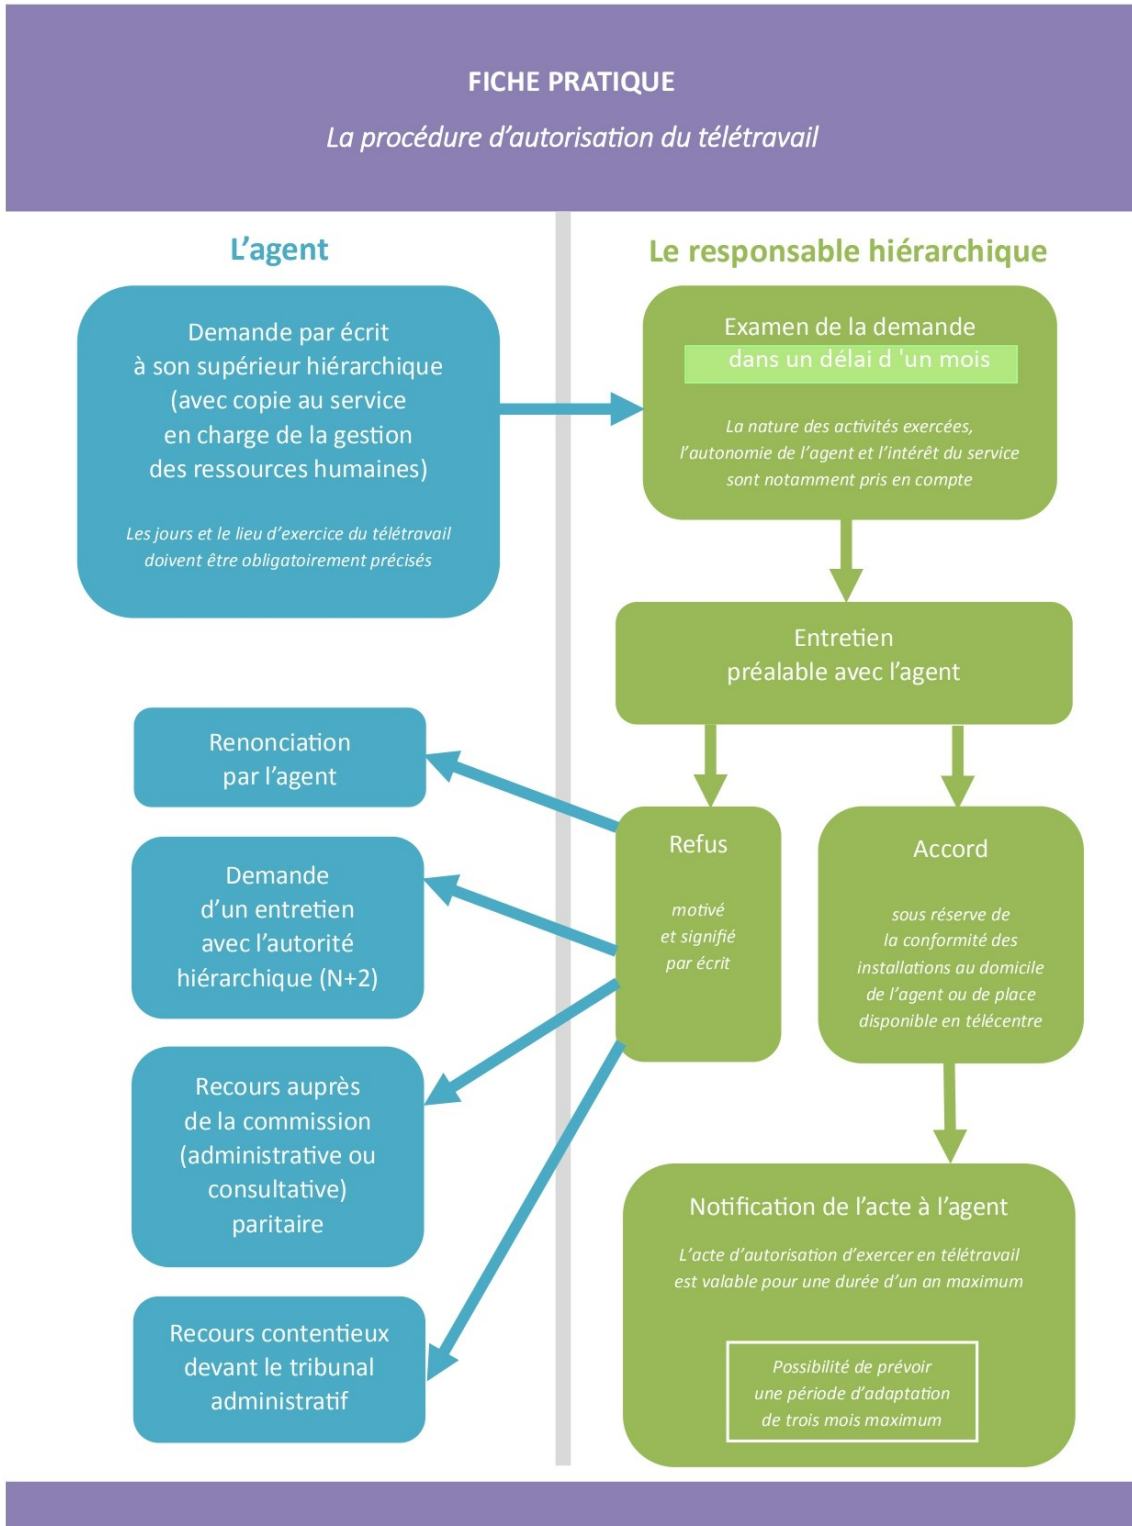 FICHE PRATIQUE
La procédure d’autorisation du télétravail
L’agent
Demande par écrit
à son supérieur hiérarchique
(avec copie au service
en charge de la gestion
des ressources humaines)
Les jours et le lieu d’exercice du télétravail
doivent être obligatoirement précisés
Le responsable hiérarchique
Examen de la demande
dans un délai d 'un mois
La nature des activités exercées,
l’autonomie de l’agent et l’intérêt du service
sont notamment pris en compte
Entretien
préalable avec l’agent
Refus
motivé
et signifié
par écrit
Accord
sous réserve de
la conformité des
installations au domicile
de l’agent ou de place
disponible en télécentre
Renonciation
par l’agent
Demande
d’un entretien
avec l’autorité
hiérarchique (N+2)
Recours auprès
de la commission
(administrative ou
consultative)
paritaire
Recours contentieux
devant le tribunal
administratif
Notification de l’acte à l’agent
L’acte d’autorisation d’exercer en télétravail
est valable pour une durée d’un an maximum
Possibilité de prévoir
une période d’adaptation
de trois mois maximum